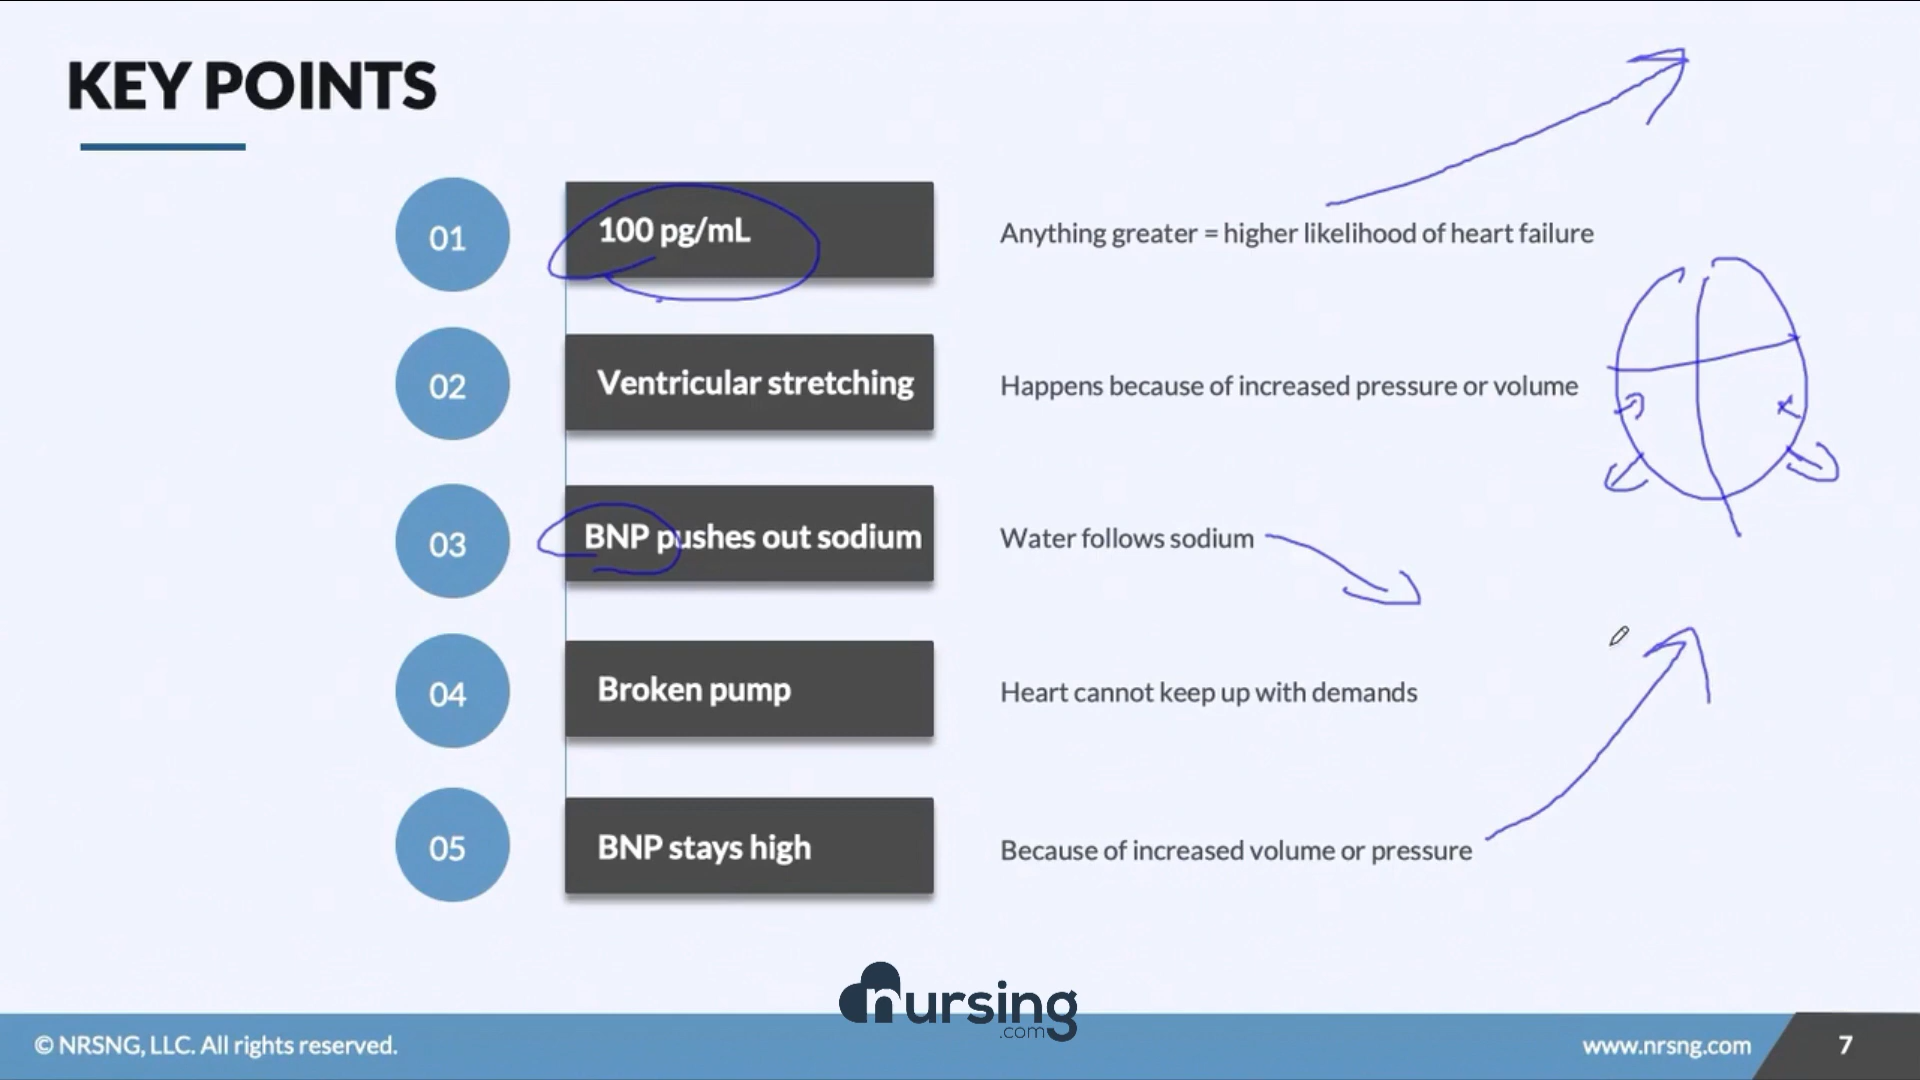 KEY POINTS
01
100 pg/mL
Anything greater = higher likelihood of heart failure
02
Ventricular stretching
Happens because of increased pressure or volume
03
BNP pushes out sodium
Water follows sodium
04
Broken pump
Heart cannot keep up with demands
05
BNP stays high
Because of increased volume or pressure
nursing
.com
© NRSNG, LLC. All rights reserved.
www.nrsng.com
7